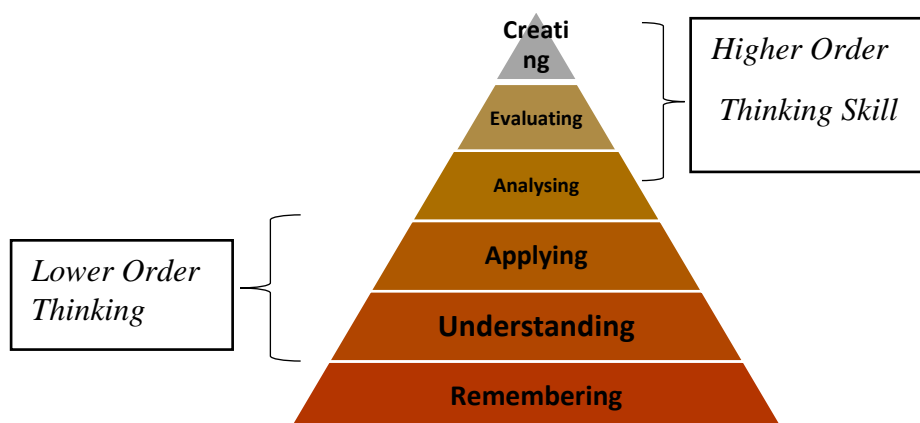 Creati
ng
Higher Order
Thinking Skill
Evaluating
Analysing
Applying
Lower Order
Thinking
Understanding
Remembering